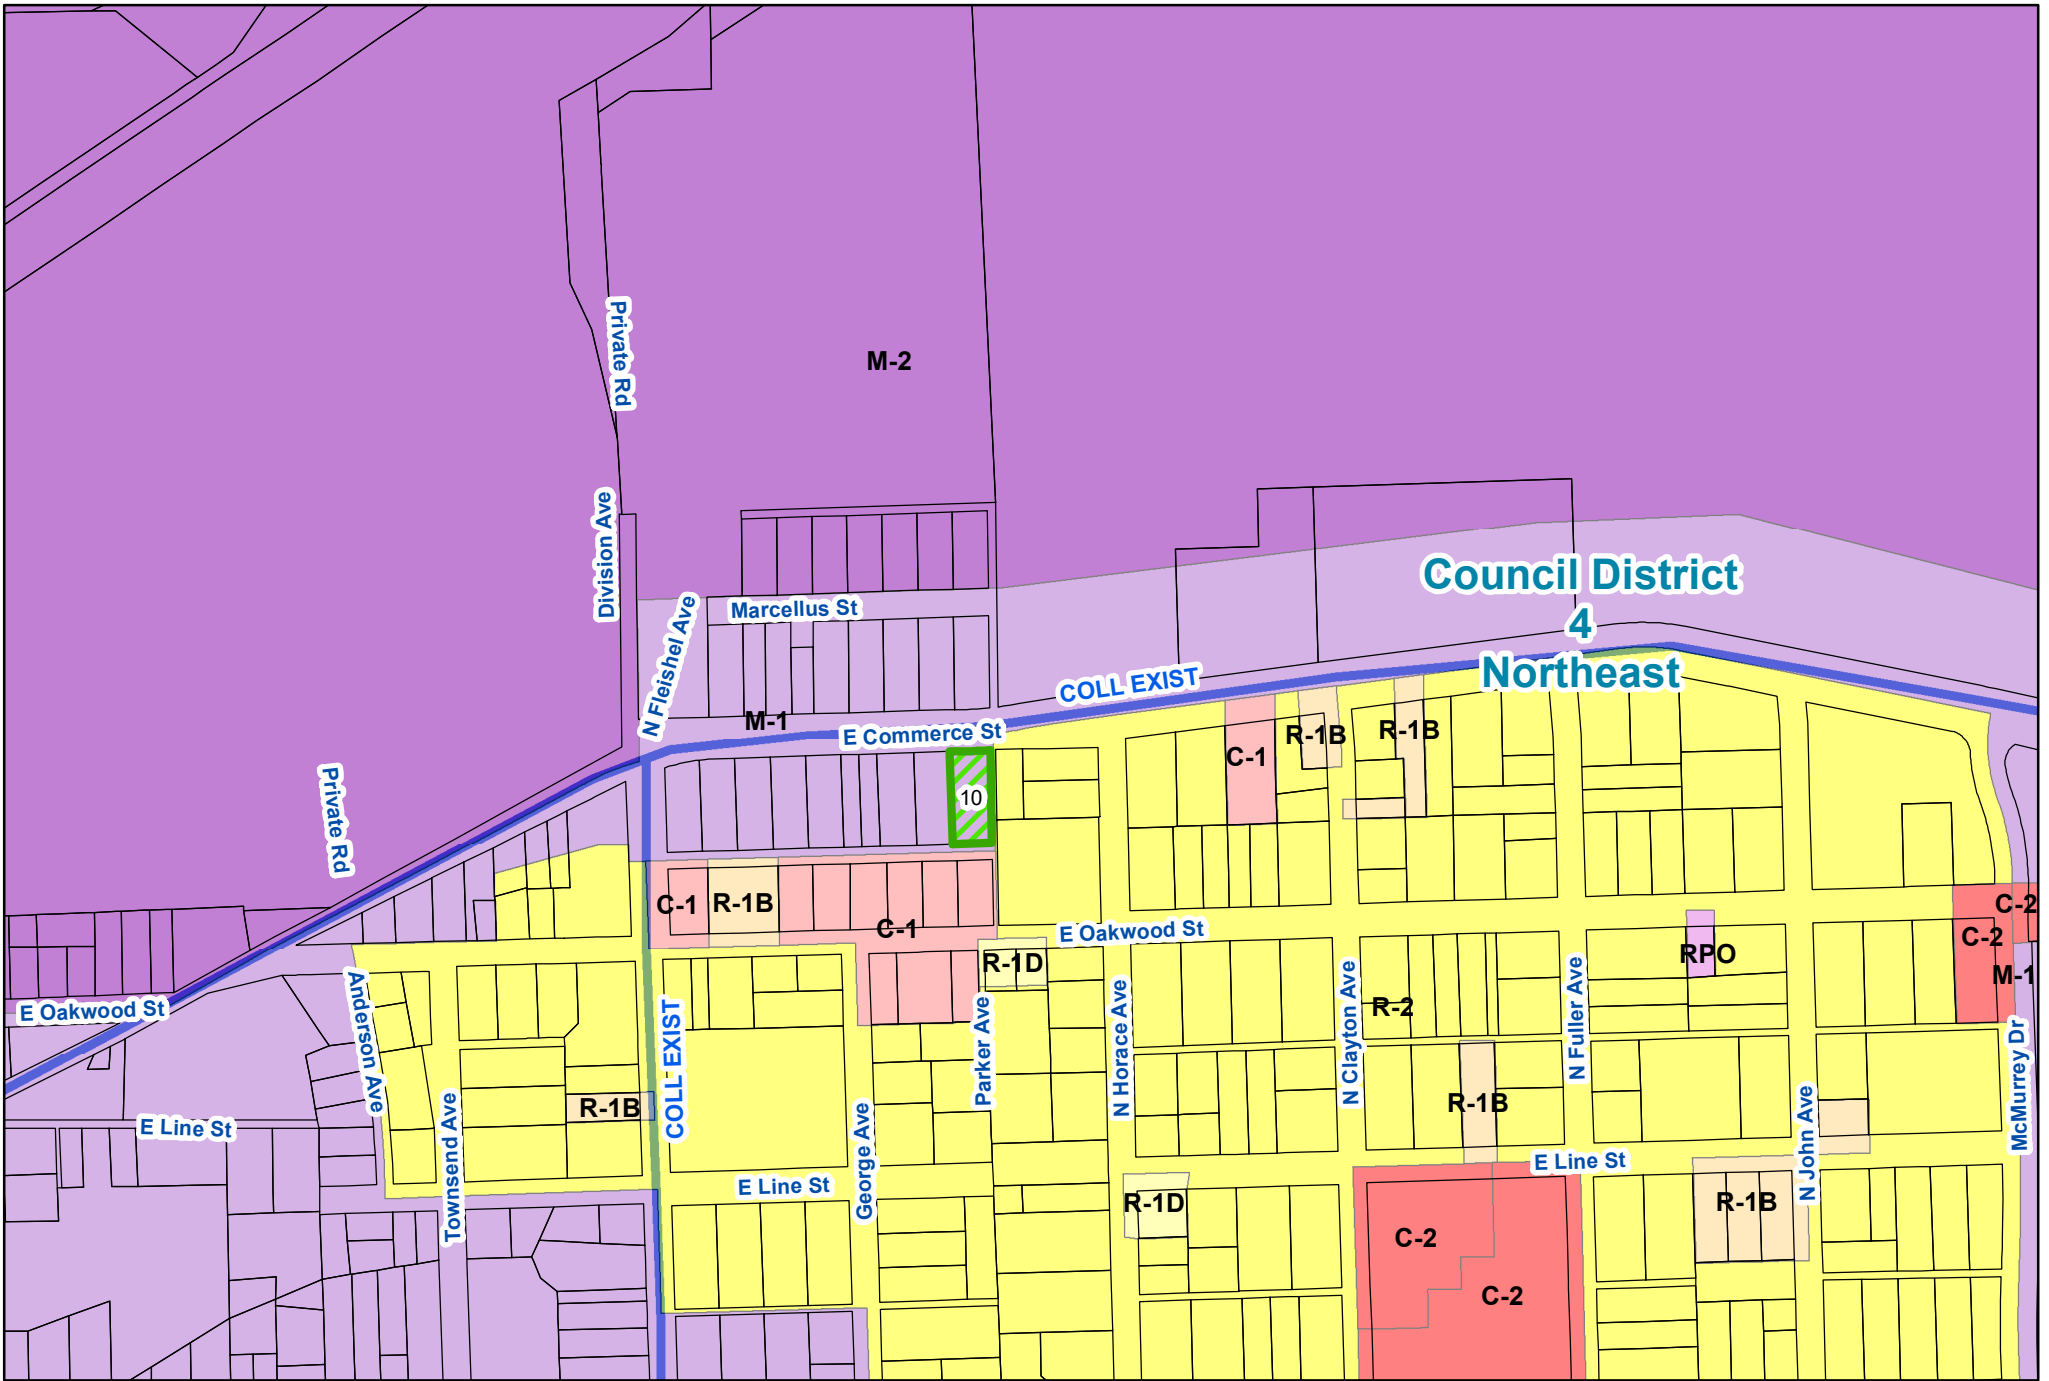 Private Rd
M-2
Division Ave
Council District
4
Northeast
Marcellus St
N Fleishel Ave
COLL EXIST
M-1
E Commerce St
Private Rd
10
C-1
R-1B
R-1B
C-1
R-1B
C-1
E Oakwood St
R-1D
RPO
C-2
C-2
M-1
E Oakwood St
Anderson Ave
COLL EXIST
Parker Ave
N Horace Ave
N Clayton Ave
R-2
N Fuller Ave
McMurrey Dr
R-1B
R-1B
E Line St
Townsend Ave
George Ave
N John Ave
E Line St
E Line St
R-1D
R-1B
C-2
C-2